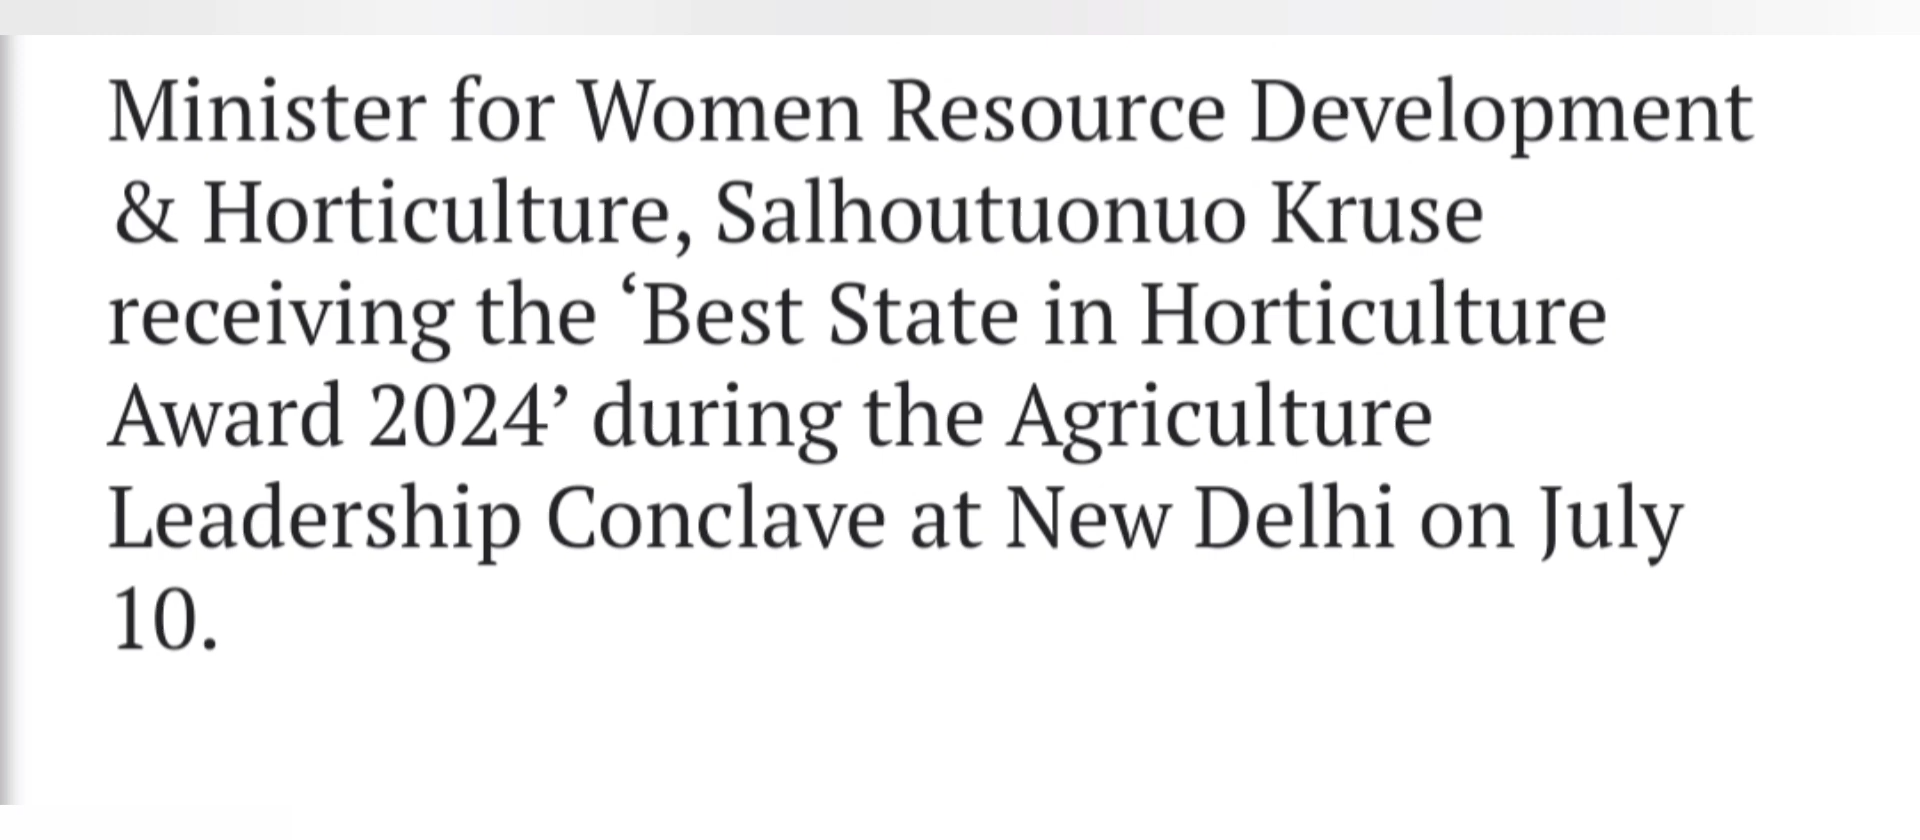 Minister for Women Resource Development
& Horticulture, Salhoutuonuo Kruse
receiving the ‘Best State in Horticulture
Award 2024’ during the Agriculture
Leadership Conclave at New Delhi on July
10.